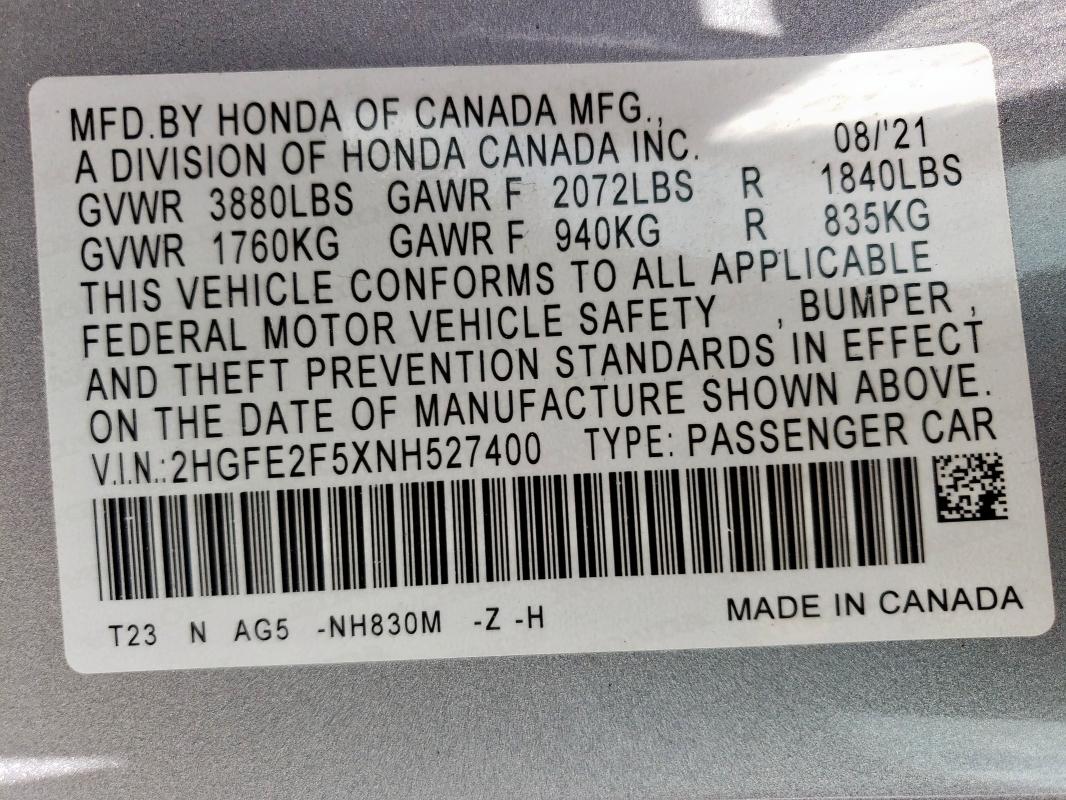 MFD.BY HONDA OF CANADA MFG.,
A DIVISION OF HONDA CANADA INC. 08/'21
GVWR 3880LBS GAWR F 2072LBS R 1840LBS
GVWR 1760KG GAWR F 940KG R 835KG
THIS VEHICLE CONFORMS TO ALL APPLICABLE
FEDERAL MOTOR VEHICLE SAFETY , BUMPER ,
AND THEFT PREVENTION STANDARDS IN EFFECT
ON THE DATE OF MANUFACTURE SHOWN ABOVE.
V.I.N.:2HGFE2F5XNH527400 TYPE: PASSENGER CAR
T23 N AG5 -NH830M -Z -H MADE IN CANADA